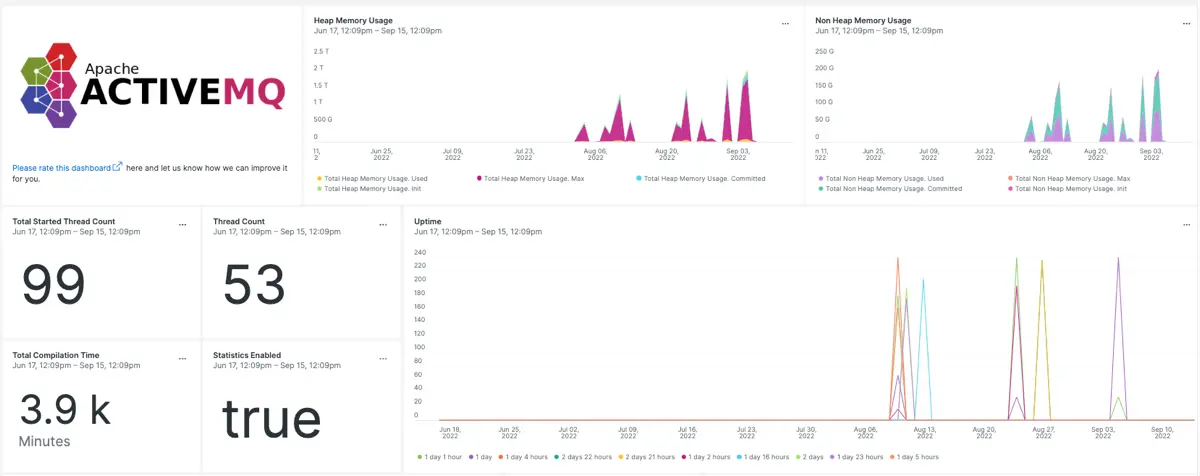 Apache
ACTIVEMQ
Please rate this dashboard here and let us know how we can improve it
for you.
Heap Memory Usage
...
Jun 17, 12:09pm – Sep 15, 12:09pm
2.5 T
2 T
1.5 T
1 T
500 G
0
11,
2
Jun 25,
2022
Jul 09,
2022
Jul 23,
2022
Aug 06,
2022
Aug 20,
2022
Sep 03,
2022
Total Heap Memory Usage. Used
Total Heap Memory Usage. Max
Total Heap Memory Usage. Committed
Total Heap Memory Usage. Init
Non Heap Memory Usage
...
Jun 17, 12:09pm – Sep 15, 12:09pm
250 G
200 G
150 G
100 G
50 G
0
n 11,
022
Jun 25,
2022
Jul 09,
2022
Jul 23,
2022
Aug 06,
2022
Aug 20,
2022
Sep 03,
2022
Total Non Heap Memory Usage. Used
Total Non Heap Memory Usage. Max
Total Non Heap Memory Usage. Committed
Total Non Heap Memory Usage. Init
Total Started Thread Count
...
Jun 17, 12:09pm – Sep 15, 12:09pm
99
Thread Count
...
Jun 17, 12:09pm – Sep 15, 12:09pm
53
Uptime
...
Jun 17, 12:09pm – Sep 15, 12:09pm
240
220
200
180
160
140
120
100
80
60
40
20
0
Jun 18,
2022
Jun 25,
2022
Jul 02,
2022
Jul 09,
2022
Jul 16,
2022
Jul 23,
2022
Jul 30,
2022
Aug 06,
2022
Aug 13,
2022
Aug 20,
2022
Aug 27,
2022
Sep 03,
2022
Sep 10,
2022
1 day 1 hour
1 day
1 day 4 hours
2 days 22 hours
2 days 21 hours
1 day 2 hours
1 day 16 hours
2 days
1 day 23 hours
1 day 5 hours
Total Compilation Time
...
Jun 17, 12:09pm – Sep 15, 12:09pm
3.9 k
Minutes
Statistics Enabled
...
Jun 17, 12:09pm – Sep 15, 12:09pm
true